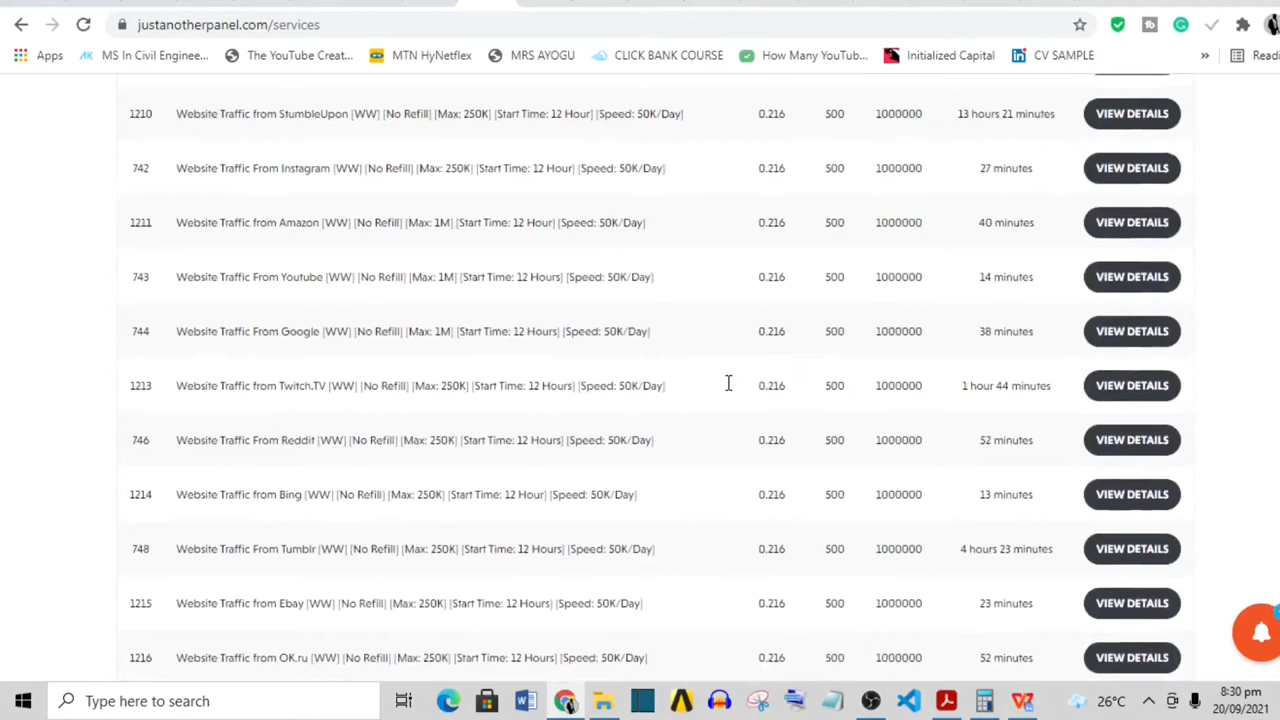 justanotherpanel.com/services
Apps MS In Civil Enginee... The YouTube Creat... MTN HyNetflex MRS AYOGU CLICK BANK COURSE How Many YouTub... Initialized Capital CV SAMPLE »
1210 Website Traffic from StumbleUpon [WW] [No Refill] [Max: 250K] [Start Time: 12 Hour] [Speed: 50K/Day] 0.216 500 1000000 13 hours 21 minutes VIEW DETAILS
742 Website Traffic From Instagram [WW] [No Refill] [Max: 250K] [Start Time: 12 Hour] [Speed: 50K/Day] 0.216 500 1000000 27 minutes VIEW DETAILS
1211 Website Traffic from Amazon [WW] [No Refill] [Max: 1M] [Start Time: 12 Hour] [Speed: 50K/Day] 0.216 500 1000000 40 minutes VIEW DETAILS
743 Website Traffic From Youtube [WW] [No Refill] [Max: 1M] [Start Time: 12 Hours] [Speed: 50K/Day] 0.216 500 1000000 14 minutes VIEW DETAILS
744 Website Traffic From Google [WW] [No Refill] [Max: 1M] [Start Time: 12 Hours] [Speed: 50K/Day] 0.216 500 1000000 38 minutes VIEW DETAILS
1213 Website Traffic from Twitch.TV [WW] [No Refill] [Max: 250K] [Start Time: 12 Hours] [Speed: 50K/Day] 0.216 500 1000000 1 hour 44 minutes VIEW DETAILS
746 Website Traffic From Reddit [WW] [No Refill] [Max: 250K] [Start Time: 12 Hours] [Speed: 50K/Day] 0.216 500 1000000 52 minutes VIEW DETAILS
1214 Website Traffic from Bing [WW] [No Refill] [Max: 250K] [Start Time: 12 Hour] [Speed: 50K/Day] 0.216 500 1000000 13 minutes VIEW DETAILS
748 Website Traffic From Tumblr [WW] [No Refill] [Max: 250K] [Start Time: 12 Hours] [Speed: 50K/Day] 0.216 500 1000000 4 hours 23 minutes VIEW DETAILS
1215 Website Traffic from Ebay [WW] [No Refill] [Max: 250K] [Start Time: 12 Hours] [Speed: 50K/Day] 0.216 500 1000000 23 minutes VIEW DETAILS
1216 Website Traffic from OK.ru [WW] [No Refill] [Max: 250K] [Start Time: 12 Hours] [Speed: 50K/Day] 0.216 500 1000000 52 minutes VIEW DETAILS
Type here to search 26°C 8:30 pm
20/09/2021